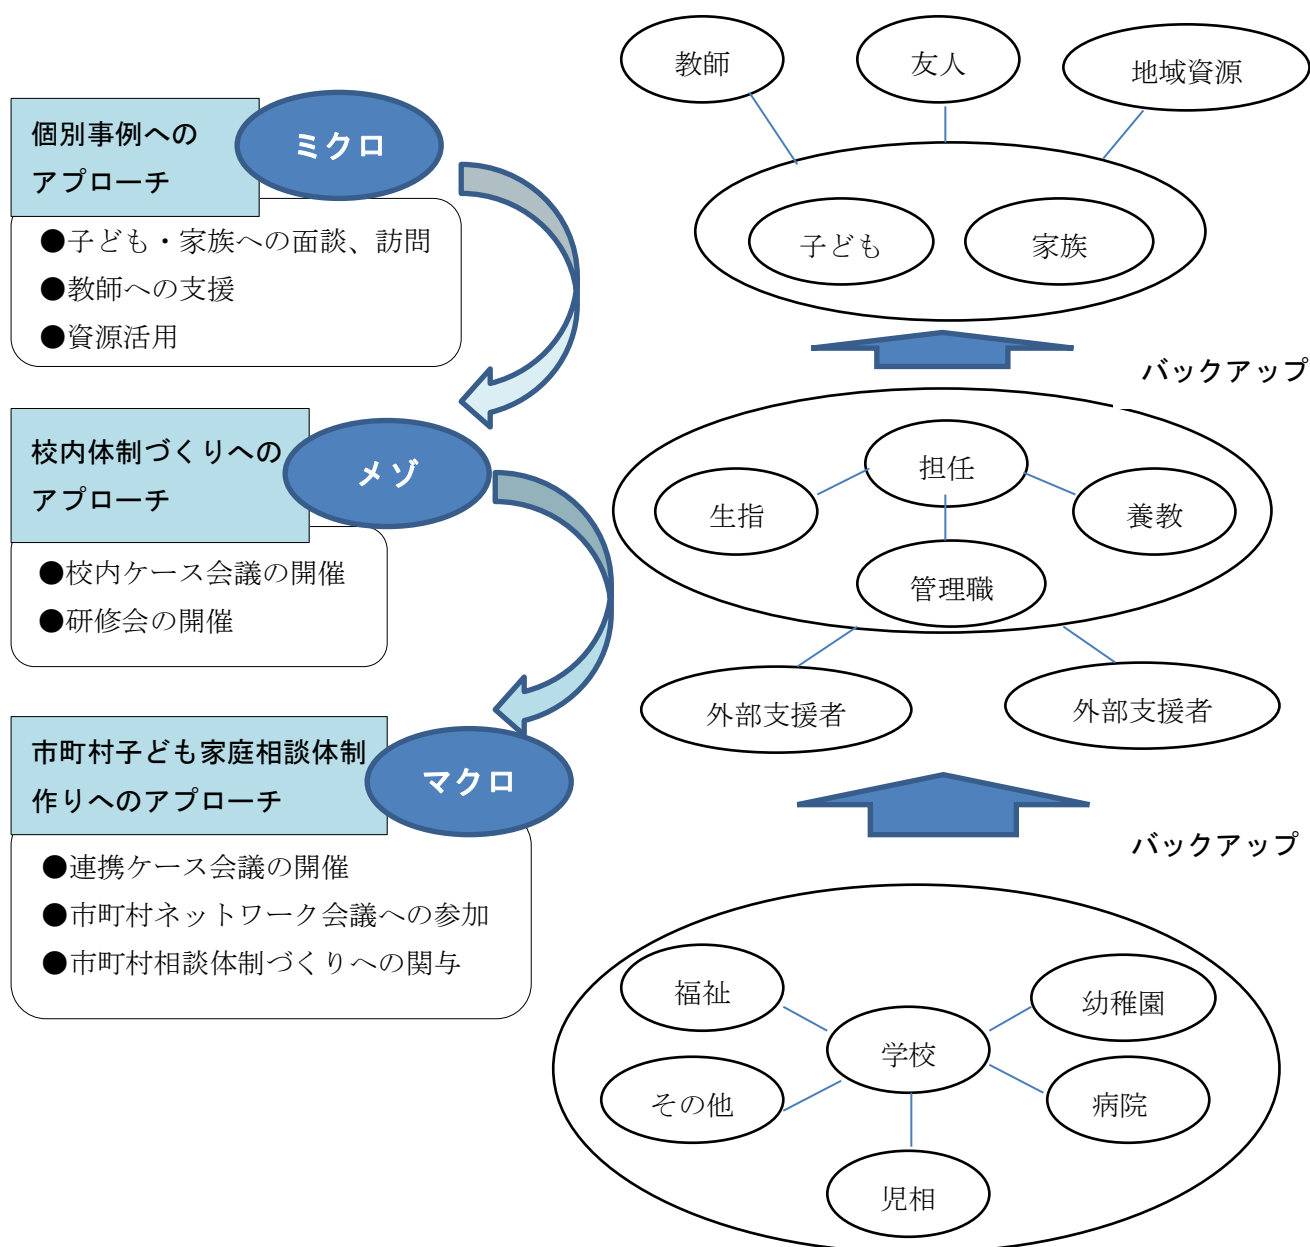 個別事例への
アプローチ
ミクロ
●子ども・家族への面談、訪問
●教師への支援
●資源活用
教師
友人
地域資源
子ども
家族
バックアップ
校内体制づくりへの
アプローチ
メゾ
●校内ケース会議の開催
●研修会の開催
担任
生指
養教
管理職
外部支援者
外部支援者
バックアップ
市町村子ども家庭相談体制
作りへのアプローチ
マクロ
●連携ケース会議の開催
●市町村ネットワーク会議への参加
●市町村相談体制づくりへの関与
福祉
幼稚園
学校
その他
病院
児相